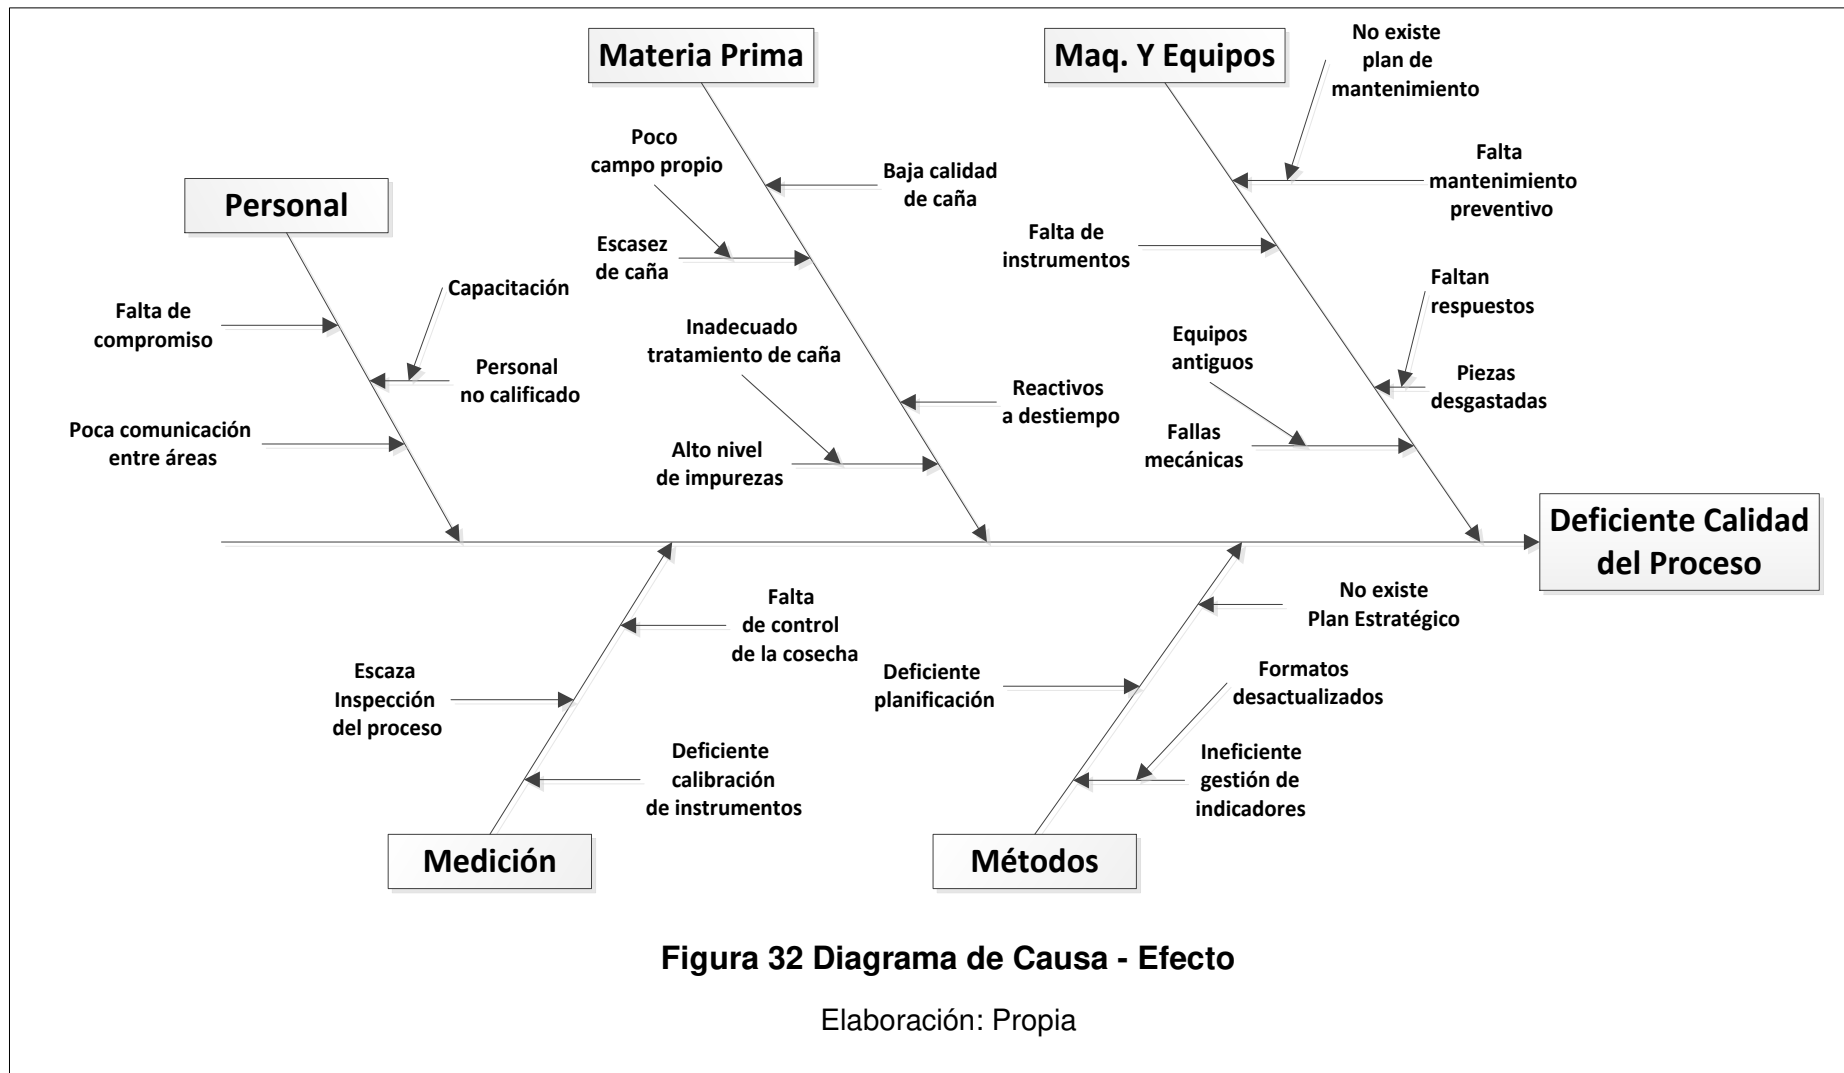 Materia Prima
Maq. Y Equipos
No existe
plan de
mantenimiento
Poco
campo propio
Baja calidad
de caña
Falta
mantenimiento
preventivo
Personal
Escasez
de caña
Falta de
instrumentos
Capacitación
Faltan
respuestos
Falta de
compromiso
Inadecuado
tratamiento de caña
Equipos
antiguos
Personal
no calificado
Reactivos
a destiempo
Piezas
desgastadas
Poca comunicación
entre áreas
Alto nivel
de impurezas
Fallas
mecánicas
Deficiente Calidad
del Proceso
Falta
de control
de la cosecha
No existe
Plan Estratégico
Escaza
Inspección
del proceso
Deficiente
planificación
Formatos
desactualizados
Deficiente
calibración
de instrumentos
Ineficiente
gestión de
indicadores
Medición
Métodos
Figura 32 Diagrama de Causa - Efecto
Elaboración: Propia